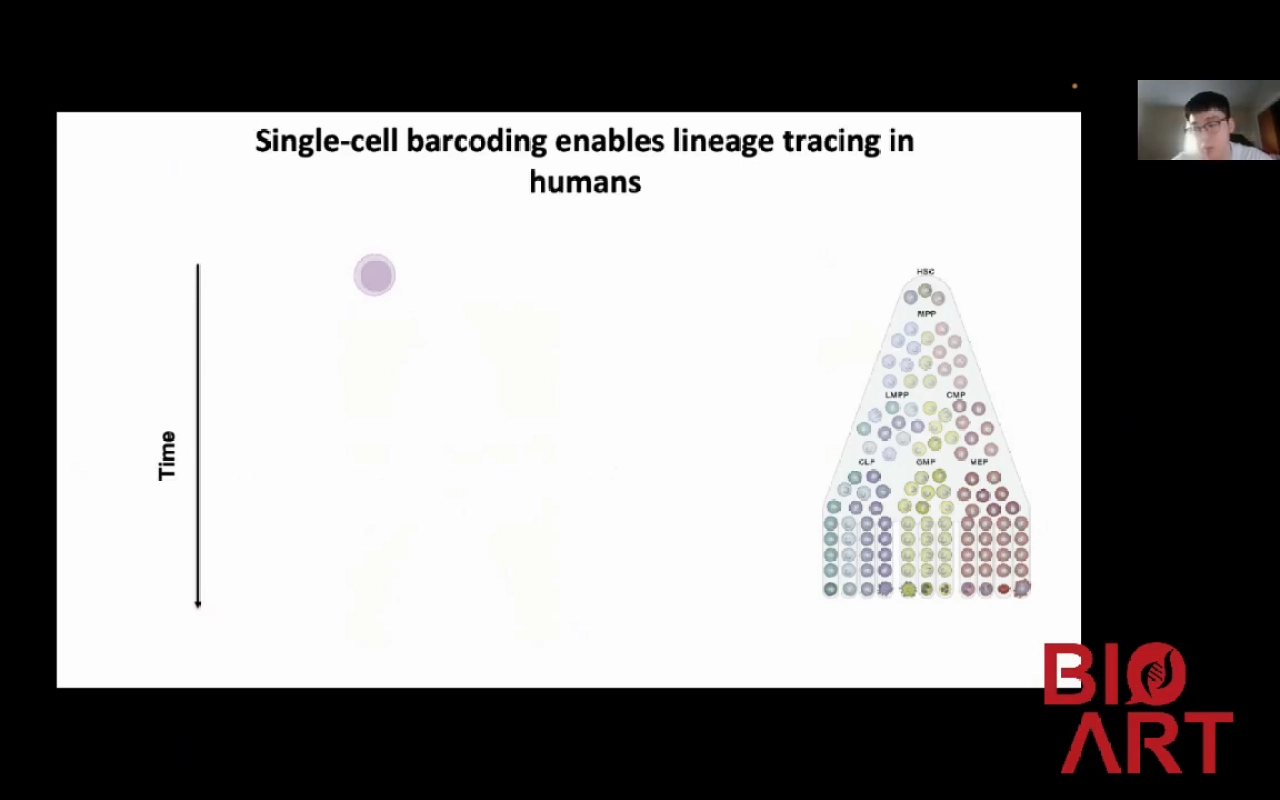 Single-cell barcoding enables lineage tracing in
humans
Time
HSC
MPP
LMPP
CMP
CLP
GMP
MEP
BIO
ART